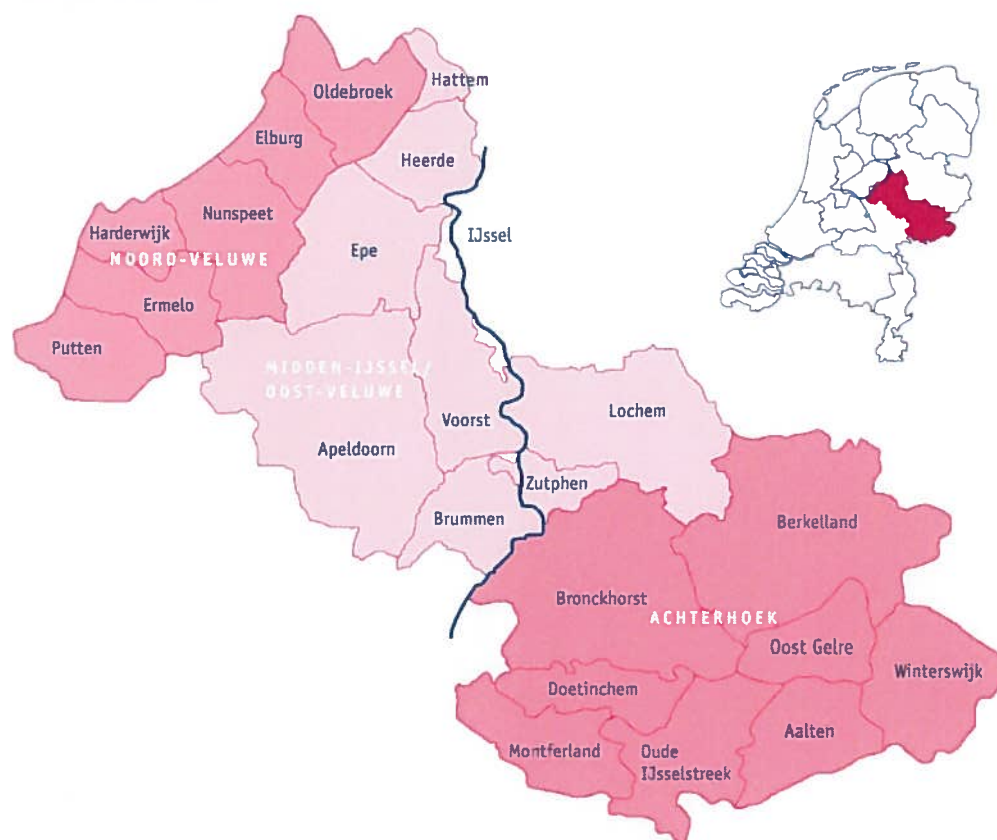 Hattem
Oldebroek
Elburg
Heerde
Nunspeet
Harderwijk
IJssel
Epe
NOORD-VELUWE
Ermelo
Putten
MIDDEN-IJSSEL/
OOST-VELUWE
Lochem
Voorst
Apeldoorn
Zutphen
Brummen
Berkelland
Bronckhorst
ACHTERHOEK
Oost Gelre
Winterswijk
Doetinchem
Aalten
Montferland
Oude
IJsselstreek